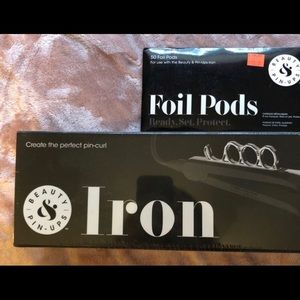 BEAUTY & PIN-UPS
50 Foil Pods
For use with the Beauty & Pin-Ups Iron
Foil Pods
Ready. Set. Protect.
Create the perfect pin-curl
BEAUTY & PIN-UPS
Iron